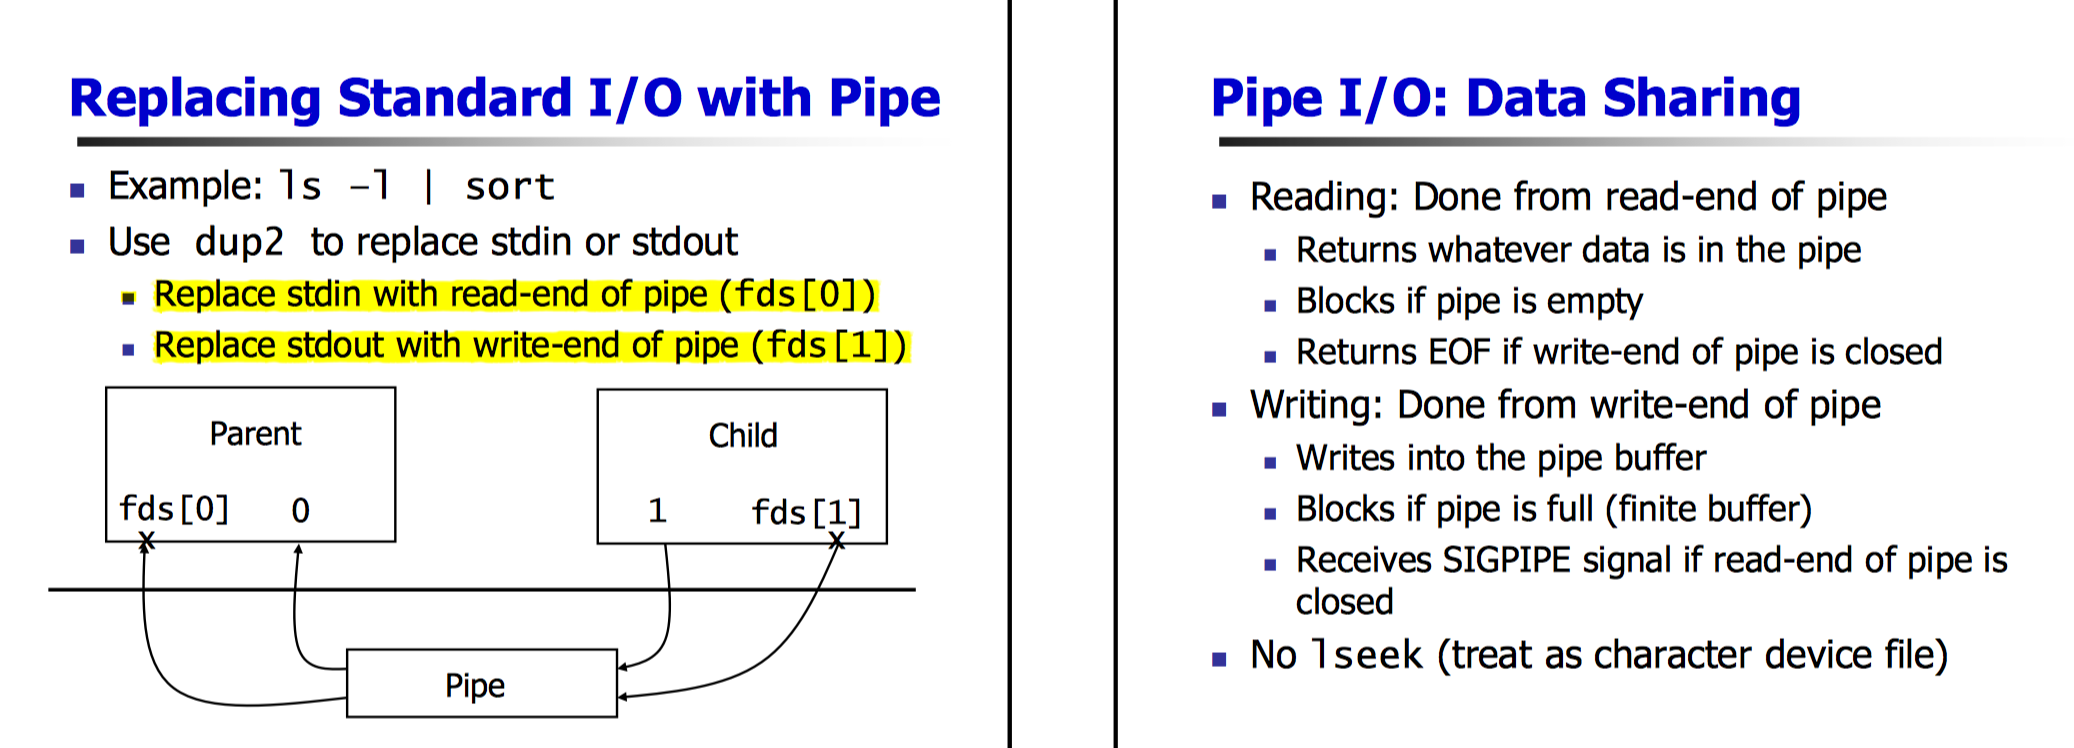 Replacing Standard I/O with Pipe
Example: ls -l | sort
Use dup2 to replace stdin or stdout
Replace stdin with read-end of pipe (fds[0])
Replace stdout with write-end of pipe (fds[1])
Parent
fds[0] 0
x
Child
1 fds[1]
x
Pipe
Pipe I/O: Data Sharing
Reading: Done from read-end of pipe
Returns whatever data is in the pipe
Blocks if pipe is empty
Returns EOF if write-end of pipe is closed
Writing: Done from write-end of pipe
Writes into the pipe buffer
Blocks if pipe is full (finite buffer)
Receives SIGPIPE signal if read-end of pipe is
closed
No lseek (treat as character device file)